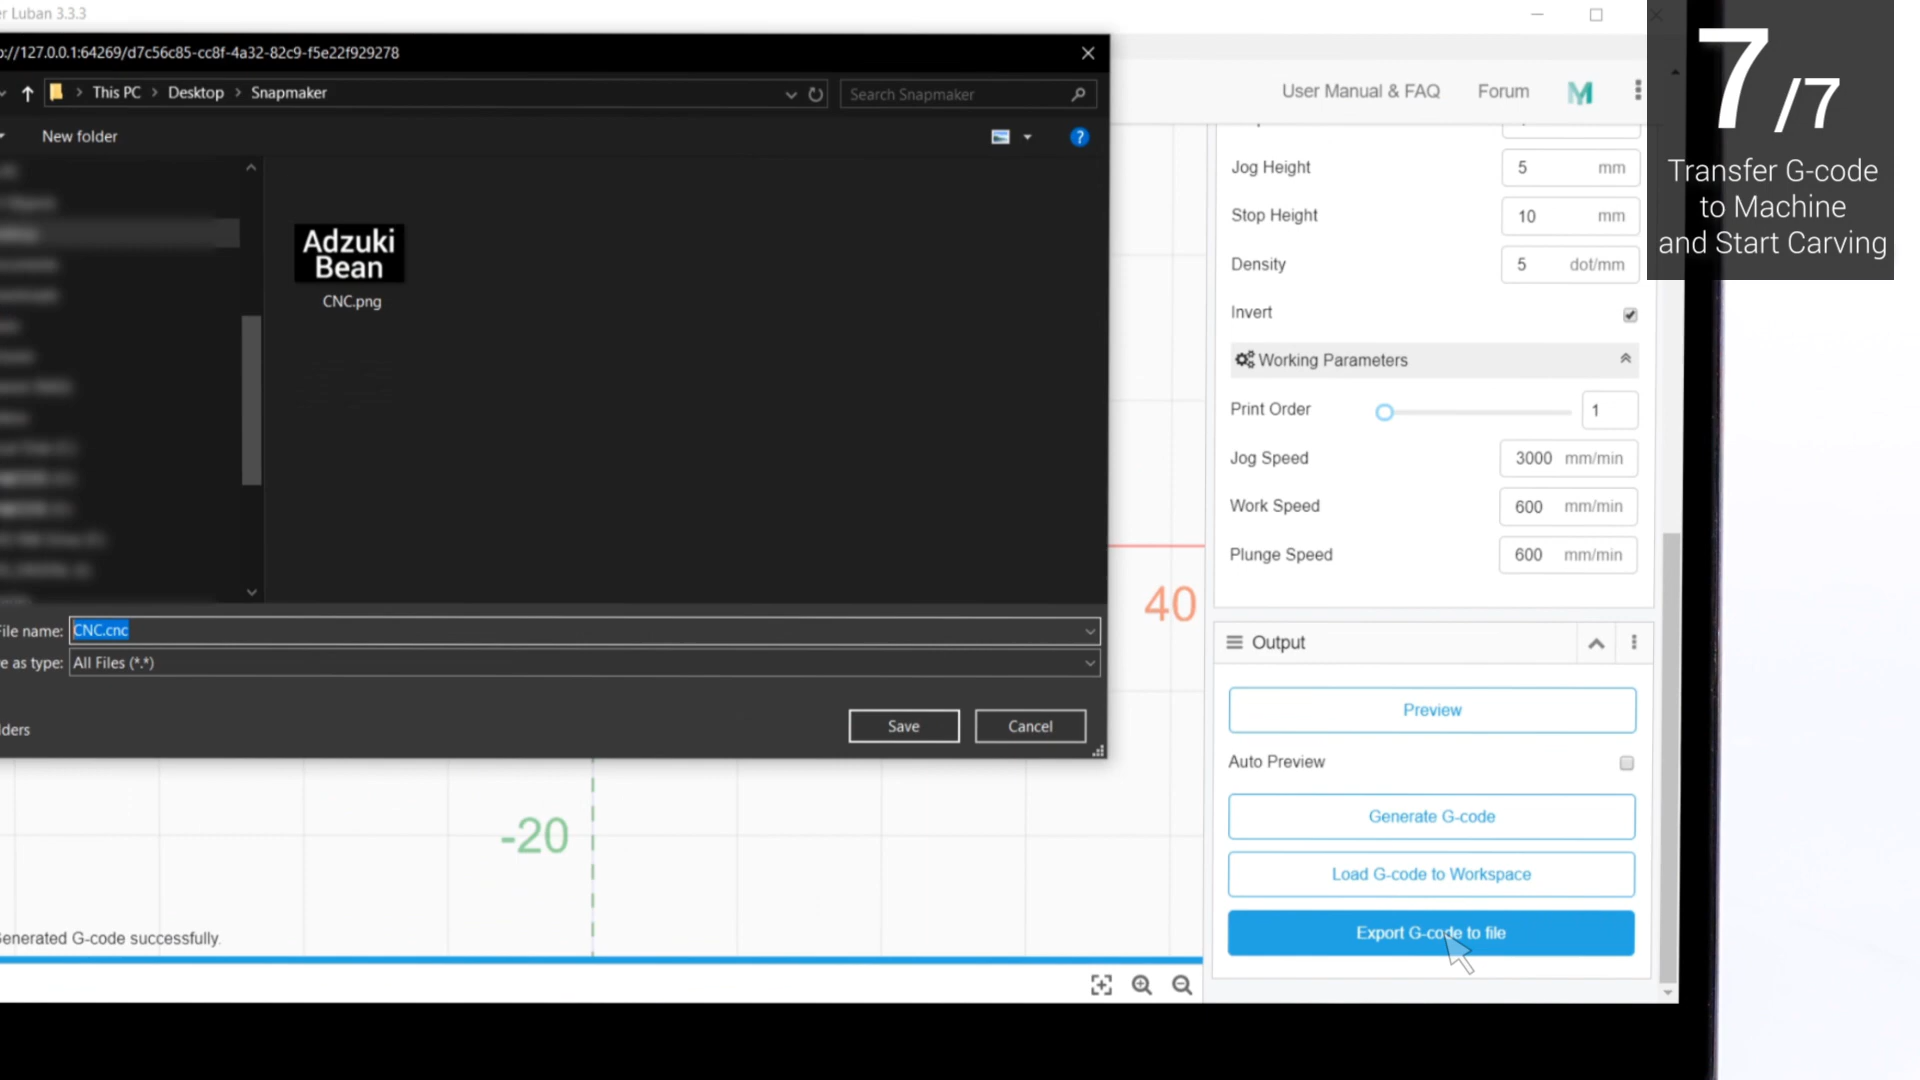 er Luban 3.3.3
://127.0.0.1:64269/d7c56c85-cc8f-4a32-82c9-f5e22f929278
This PC > Desktop > Snapmaker
Search Snapmaker
New folder
?
Adzuki
Bean
CNC.png
File name: CNC.cnc
e as type: All Files (*.*)
lders
Save
Cancel
40
-20
Generated G-code successfully.
User Manual & FAQ
Forum
M
Jog Height 5 mm
Stop Height 10 mm
Density 5 dot/mm
Invert
Working Parameters
Print Order 1
Jog Speed 3000 mm/min
Work Speed 600 mm/min
Plunge Speed 600 mm/min
Output
Preview
Auto Preview
Generate G-code
Load G-code to Workspace
Export G-code to file
7/7
Transfer G-code
to Machine
and Start Carving